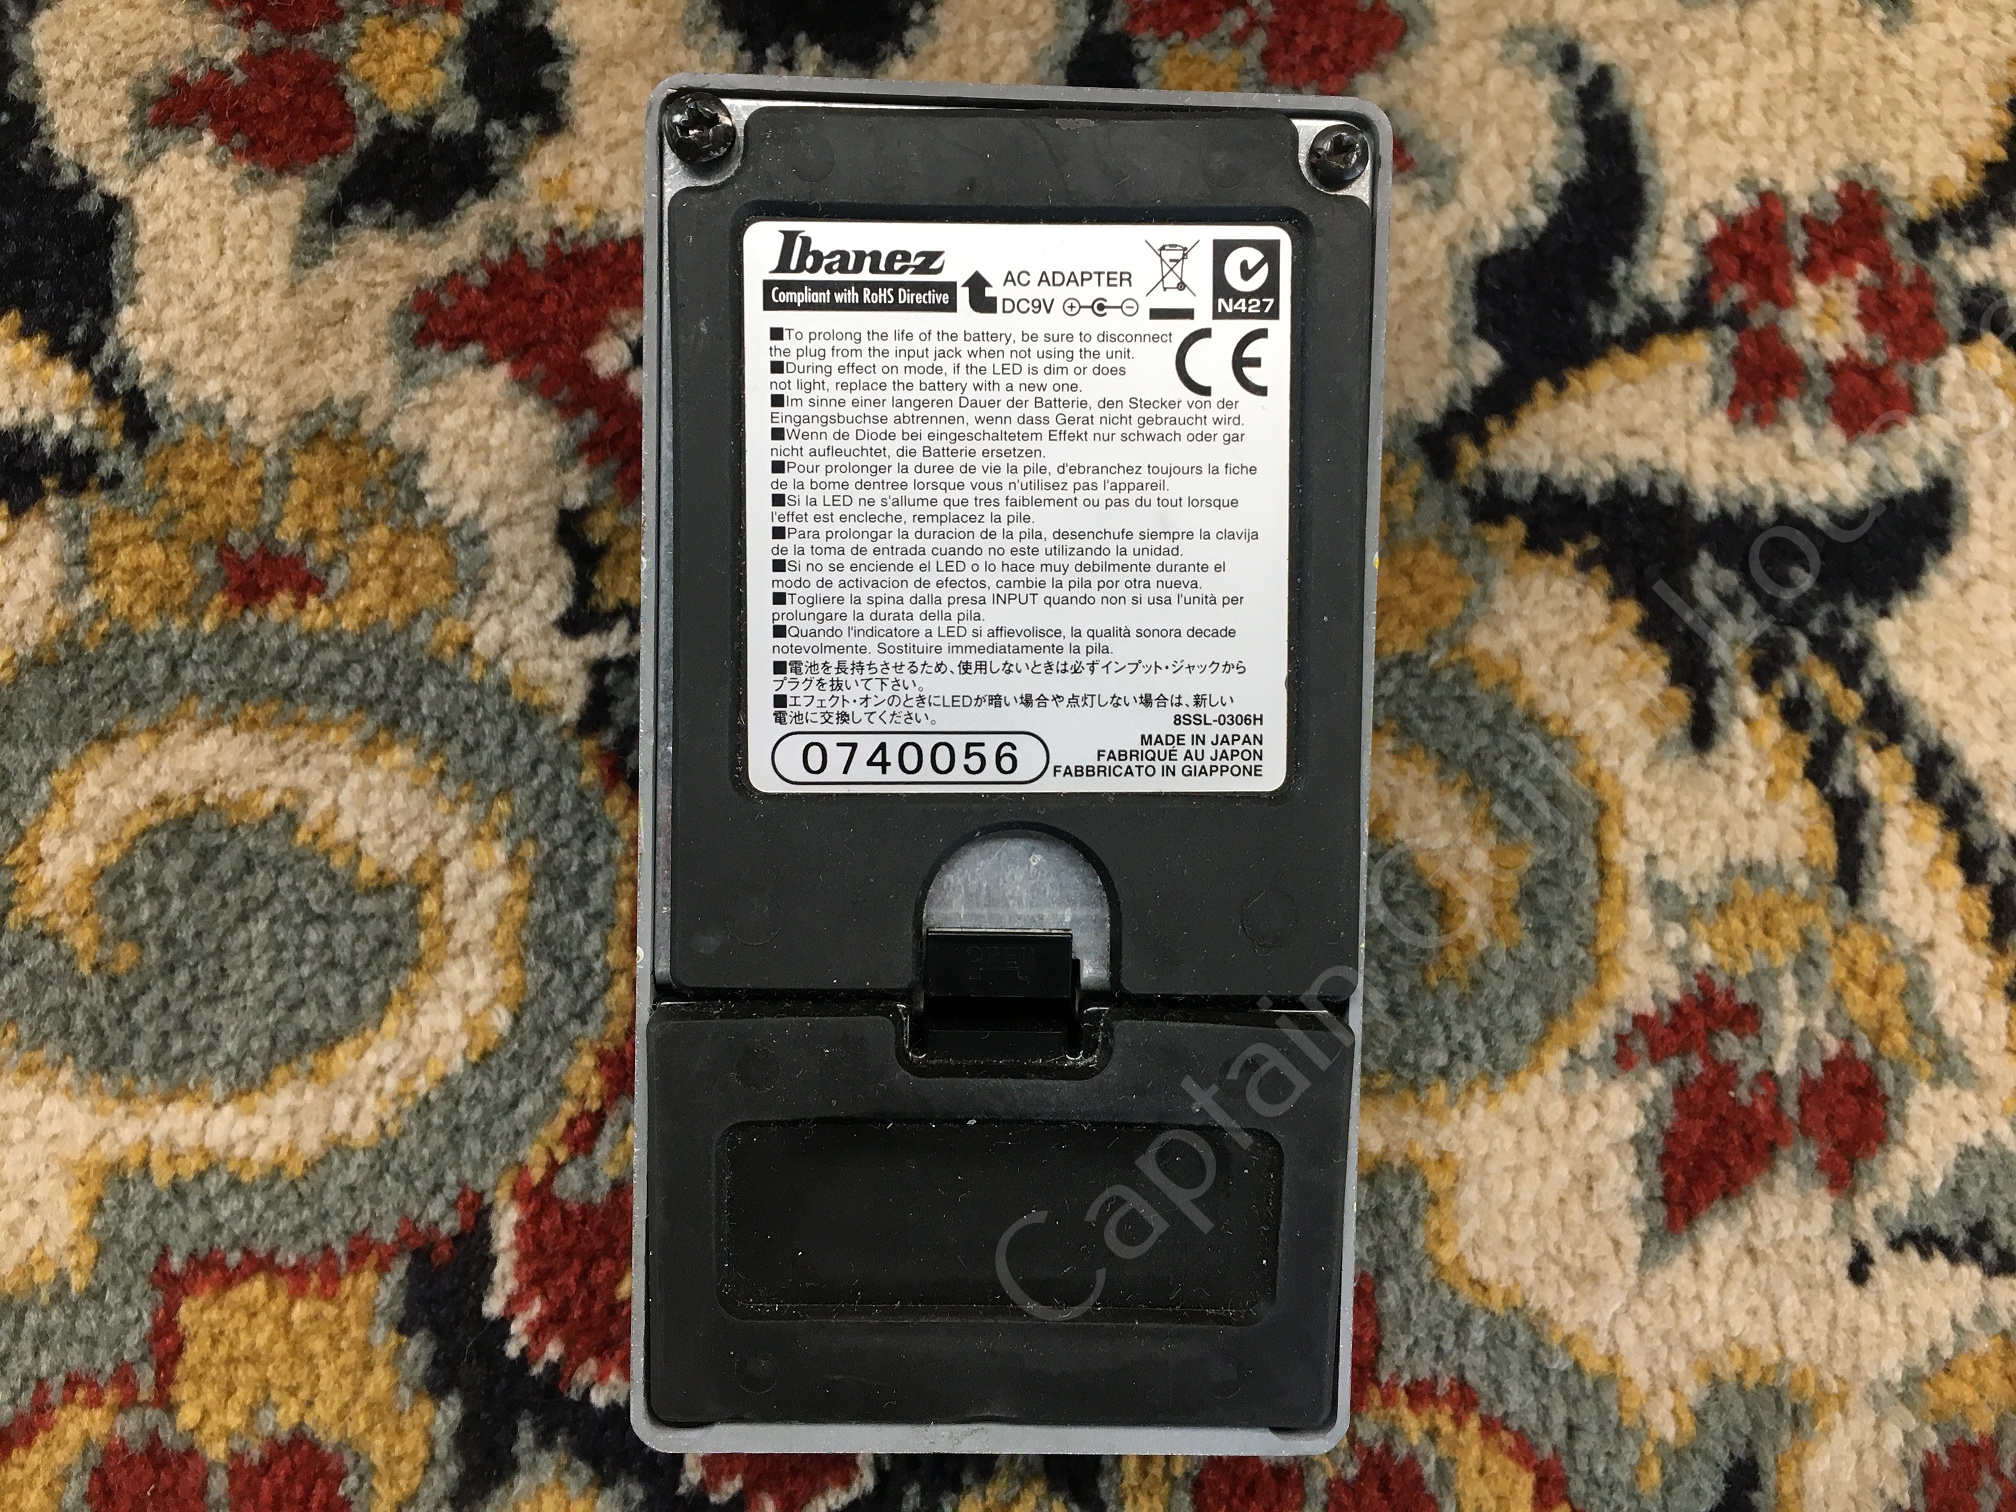 Ibanez
Compliant with RoHS Directive
AC ADAPTER
DC9V
N427
CE
■To prolong the life of the battery, be sure to disconnect
the plug from the input jack when not using the unit.
■During effect on mode, if the LED is dim or does
not light, replace the battery with a new one.
■Im sinne einer langeren Dauer der Batterie, den Stecker von der
Eingangsbuchse abtrennen, wenn dass Gerat nicht gebraucht wird.
■Wenn de Diode bei eingeschaltetem Effekt nur schwach oder gar
nicht aufleuchtet, die Batterie ersetzen.
■Pour prolonger la duree de vie la pile, d'ebranchez toujours la fiche
de la bome dentree lorsque vous n'utilisez pas l'appareil.
■Si la LED ne s'allume que tres faiblement ou pas du tout lorsque
l'effet est encleche, remplacez la pile.
■Para prolongar la duracion de la pila, desenchufe siempre la clavija
de la toma de entrada cuando no este utilizando la unidad.
■Si no se enciende el LED o lo hace muy debilmente durante el
modo de activacion de efectos, cambie la pila por otra nueva.
■Togliere la spina dalla presa INPUT quando non si usa l'unità per
prolungare la durata della pila.
■Quando l'indicatore a LED si affievolisce, la qualità sonora decade
notevolmente. Sostituire immediatamente la pila.
■電池を長持ちさせるため、使用しないときは必ずインプット・ジャックから
プラグを抜いて下さい。
■エフェクト・オンのときにLEDが暗い場合や点灯しない場合は、新しい
電池に交換してください。
8SSL-0306H
0740056
MADE IN JAPAN
FABRIQUÉ AU JAPON
FABBRICATO IN GIAPPONE
OPEN
Captain Guitar